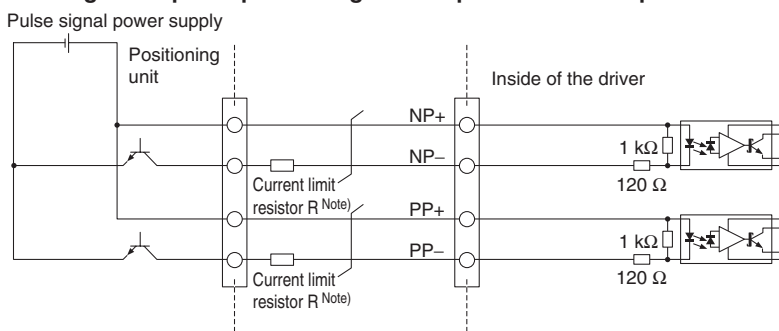 Pulse signal power supply
Positioning
unit
Inside of the driver
NP+
1 kΩ
NP−
120 Ω
Current limit
resistor R Note)
PP+
1 kΩ
PP−
120 Ω
Current limit
resistor R Note)